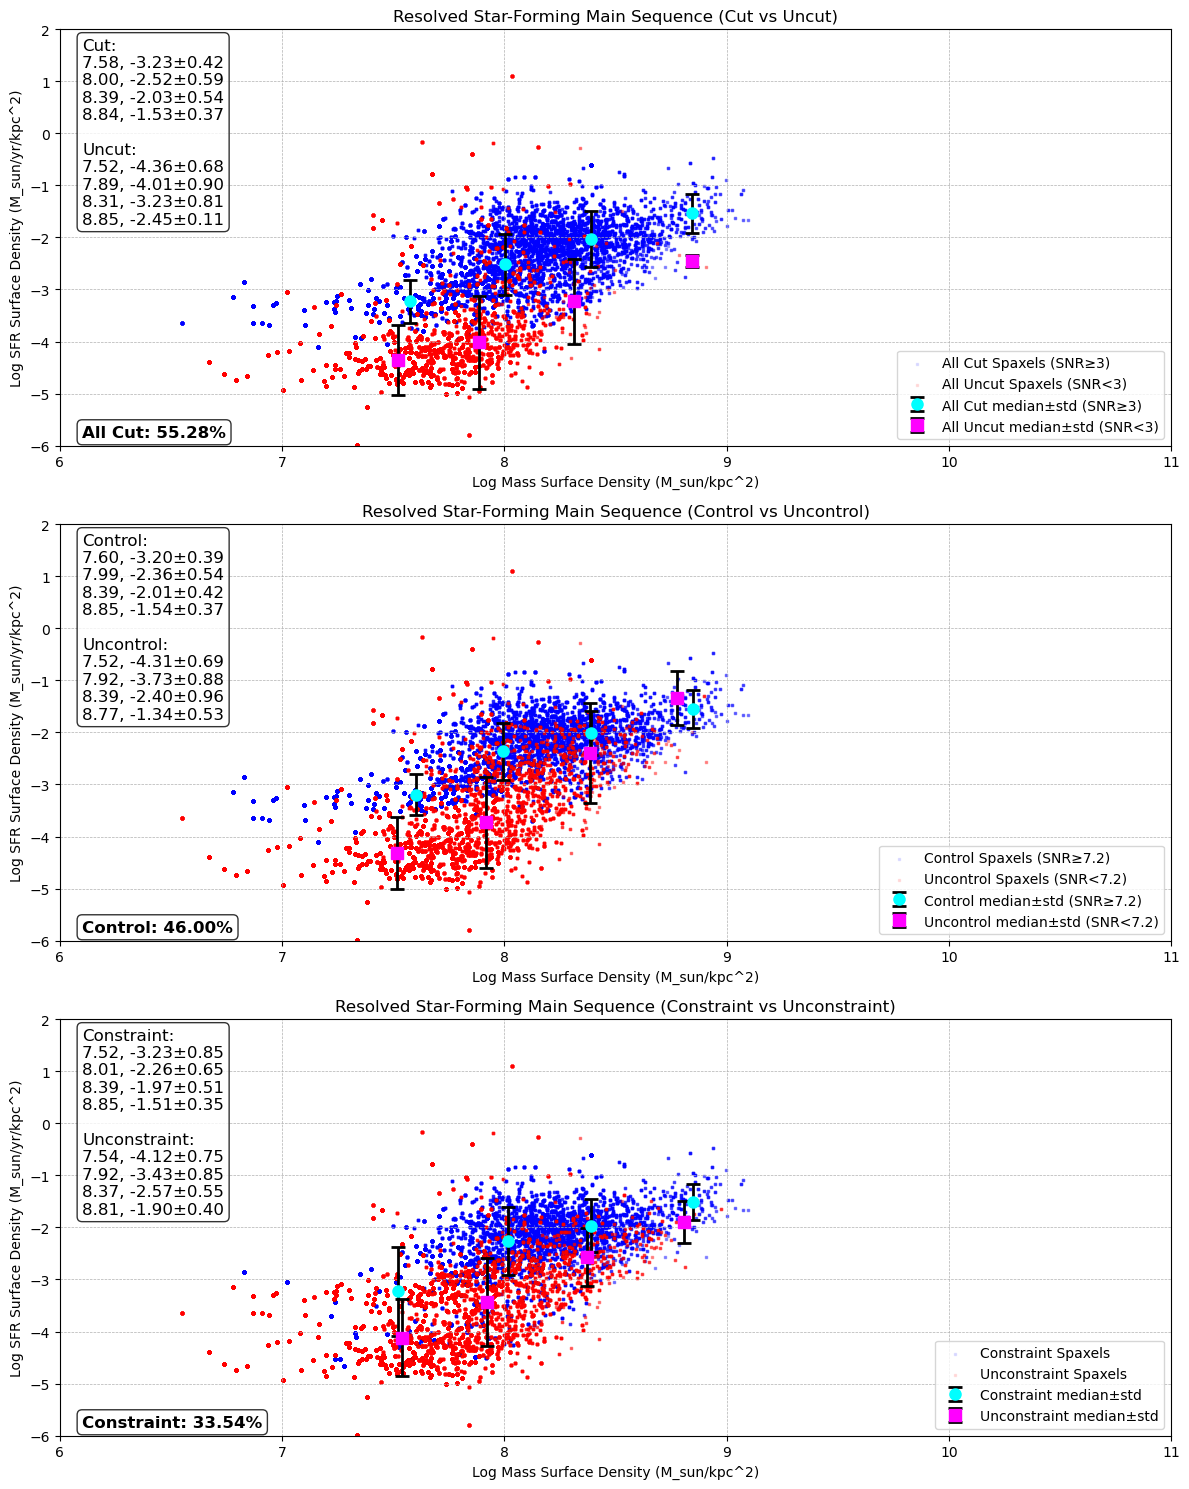 Resolved Star-Forming Main Sequence (Cut vs Uncut)
Log SFR Surface Density (M_sun/yr/kpc^2)
2
1
0
−1
−2
−3
−4
−5
−6
Cut:
7.58, -3.23±0.42
8.00, -2.52±0.59
8.39, -2.03±0.54
8.84, -1.53±0.37
Uncut:
7.52, -4.36±0.68
7.89, -4.01±0.90
8.31, -3.23±0.81
8.85, -2.45±0.11
All Cut: 55.28%
All Cut Spaxels (SNR≥3)
All Uncut Spaxels (SNR<3)
All Cut median±std (SNR≥3)
All Uncut median±std (SNR<3)
6 7 8 9 10 11
Log Mass Surface Density (M_sun/kpc^2)
Resolved Star-Forming Main Sequence (Control vs Uncontrol)
Log SFR Surface Density (M_sun/yr/kpc^2)
2
1
0
−1
−2
−3
−4
−5
−6
Control:
7.60, -3.20±0.39
7.99, -2.36±0.54
8.39, -2.01±0.42
8.85, -1.54±0.37
Uncontrol:
7.52, -4.31±0.69
7.92, -3.73±0.88
8.39, -2.40±0.96
8.77, -1.34±0.53
Control: 46.00%
Control Spaxels (SNR≥7.2)
Uncontrol Spaxels (SNR<7.2)
Control median±std (SNR≥7.2)
Uncontrol median±std (SNR<7.2)
6 7 8 9 10 11
Log Mass Surface Density (M_sun/kpc^2)
Resolved Star-Forming Main Sequence (Constraint vs Unconstraint)
Log SFR Surface Density (M_sun/yr/kpc^2)
2
1
0
−1
−2
−3
−4
−5
−6
Constraint:
7.52, -3.23±0.85
8.01, -2.26±0.65
8.39, -1.97±0.51
8.85, -1.51±0.35
Unconstraint:
7.54, -4.12±0.75
7.92, -3.43±0.85
8.37, -2.57±0.55
8.81, -1.90±0.40
Constraint: 33.54%
Constraint Spaxels
Unconstraint Spaxels
Constraint median±std
Unconstraint median±std
6 7 8 9 10 11
Log Mass Surface Density (M_sun/kpc^2)